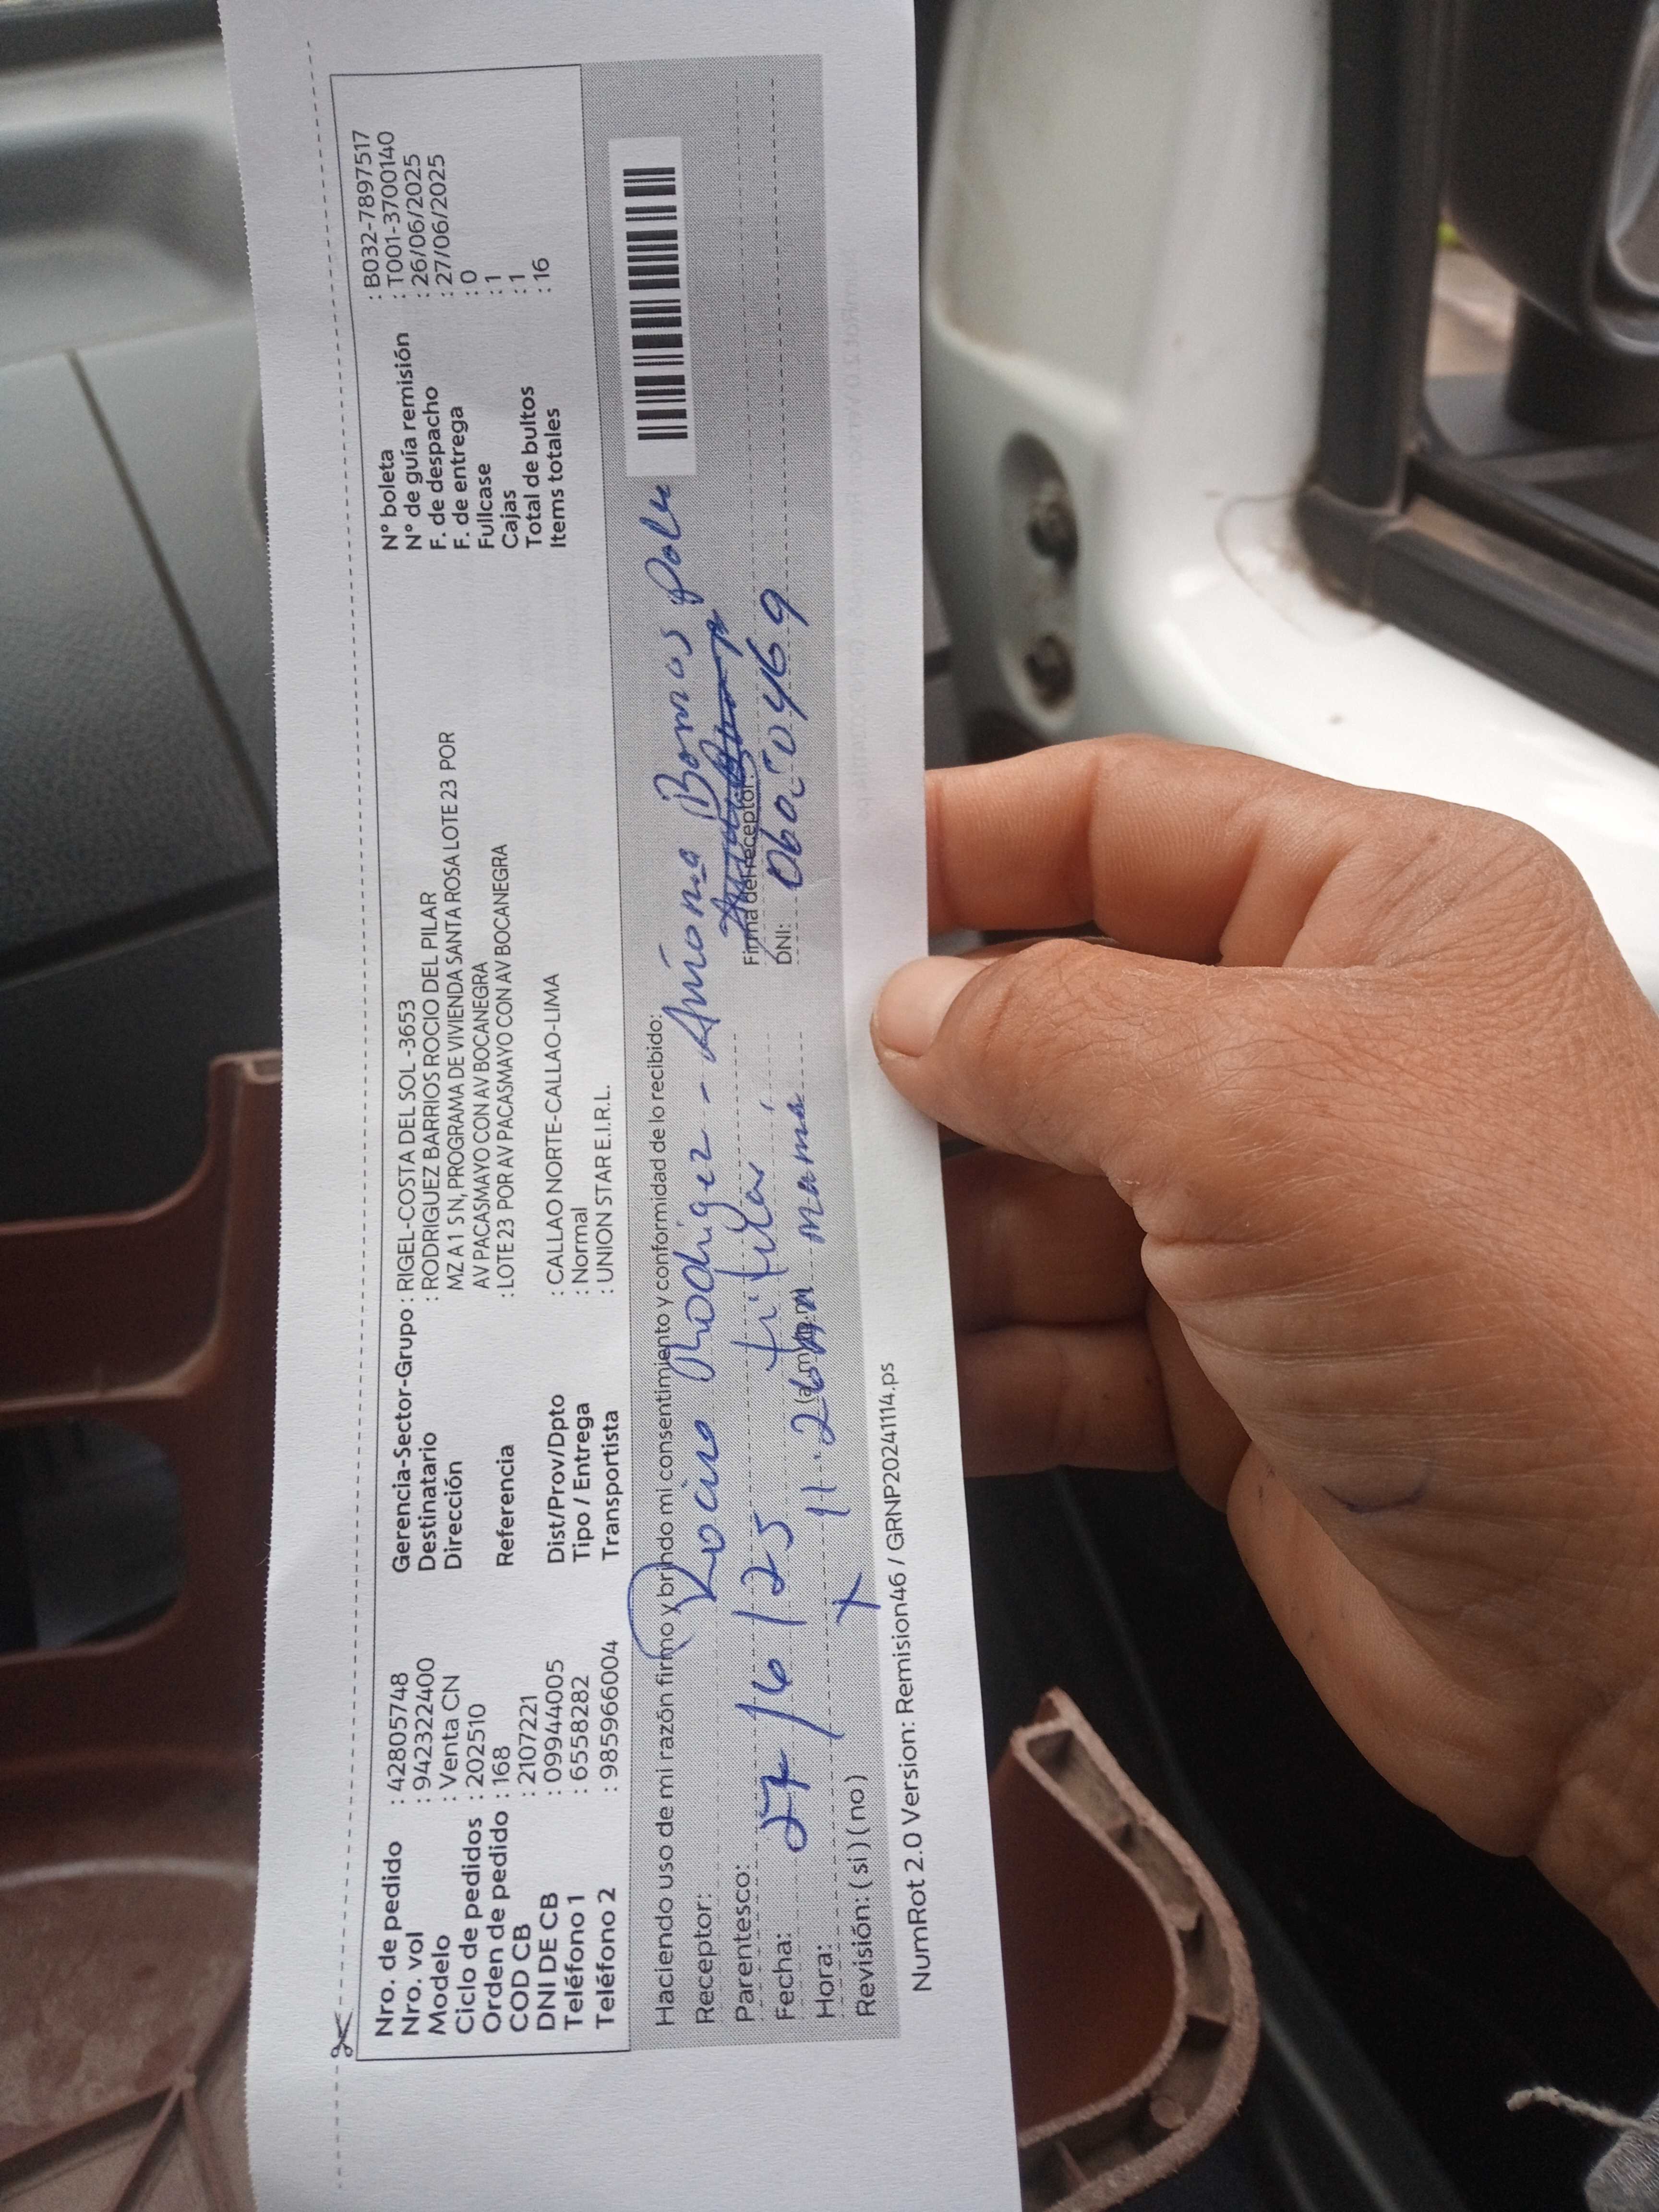 Nro. de pedido : 42805748
Nro. vol : 942322400
Modelo : Venta CN
Ciclo de pedidos : 202510
Orden de pedido : 168
COD CB : 2107221
DNI DE CB : 09944005
Teléfono 1 : 6558282
Teléfono 2 : 985966004
Gerencia-Sector-Grupo : RIGEL-COSTA DEL SOL -3653
Destinatario : RODRIGUEZ BARRIOS ROCIO DEL PILAR
Dirección MZ A1 S N, PROGRAMA DE VIVIENDA SANTA ROSA LOTE 23 POR
AV PACASMAYO CON AV BOCANEGRA
Referencia : LOTE 23 POR AV PACASMAYO CON AV BOCANEGRA
Dist/Prov/Dpto : CALLAO NORTE-CALLAO-LIMA
Tipo / Entrega : Normal
Transportista : UNION STAR E.I.R.L.
N° boleta : B032-7897517
N° de guía remisión : T001-3700140
F. de despacho : 26/06/2025
F. de entrega : 27/06/2025
Fullcase : 0
Cajas : 1
Total de bultos : 1
Items totales : 16
Haciendo uso de mi razón firmo y brindo mi consentimiento y conformidad de lo recibido:
Receptor: Rocio Rhodriguez -
Parentesco: titular
Firma del receptor:
Fecha: 27/6/25
DNI:
Hora: 11.26 mama
Revisión: ( si ) ( no ) X
NumRot 2.0 Version: Remision46 / GRNP20241114.ps